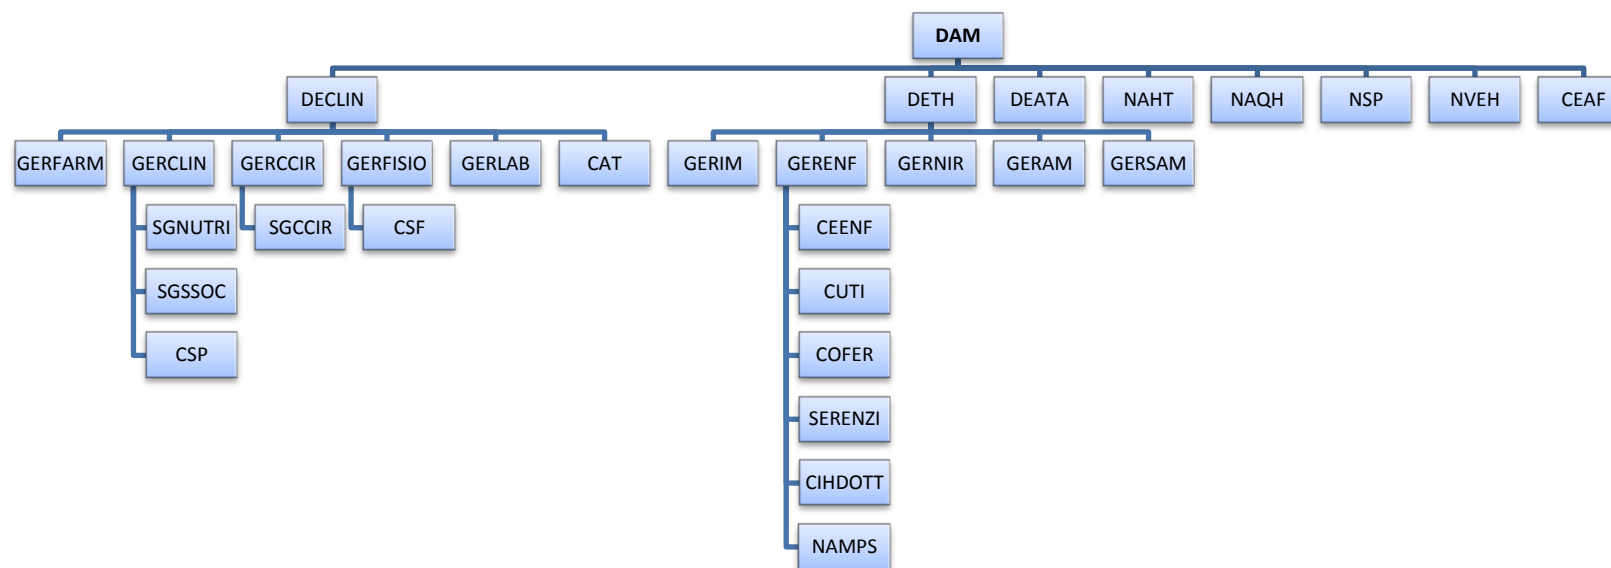 DAM
DECLIN DETH DEATA NAHT NAQH NSP NVEH CEAF
GERFARM GERCLIN GERCCIR GERFISIO GERLAB CAT GERIM GERENF GERNIR GERAM GERSAM
SGNUTRI SGCCIR CSF CEENF
SGSSOC CUTI
CSP COFER
SERENZI
CIHDOTT
NAMPS